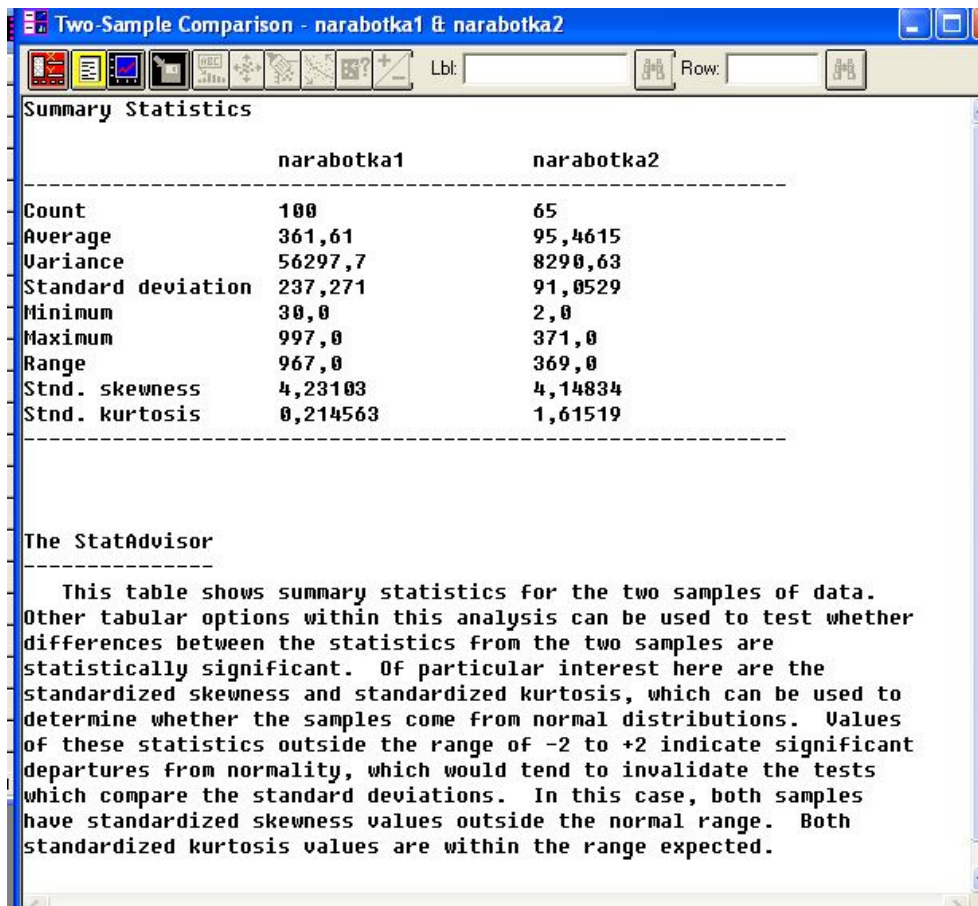 Two-Sample Comparison - narabotka1 & narabotka2
Lbl: Row:
Summary Statistics
narabotka1 narabotka2
------------------------------------------------------------
Count 100 65
Average 361,61 95,4615
Variance 56297,7 8290,63
Standard deviation 237,271 91,0529
Minimum 30,0 2,0
Maximum 997,0 371,0
Range 967,0 369,0
Stnd. skewness 4,23103 4,14834
Stnd. kurtosis 0,214563 1,61519
------------------------------------------------------------
The StatAdvisor
---------------
This table shows summary statistics for the two samples of data.
Other tabular options within this analysis can be used to test whether
differences between the statistics from the two samples are
statistically significant. Of particular interest here are the
standardized skewness and standardized kurtosis, which can be used to
determine whether the samples come from normal distributions. Values
of these statistics outside the range of -2 to +2 indicate significant
departures from normality, which would tend to invalidate the tests
which compare the standard deviations. In this case, both samples
have standardized skewness values outside the normal range. Both
standardized kurtosis values are within the range expected.